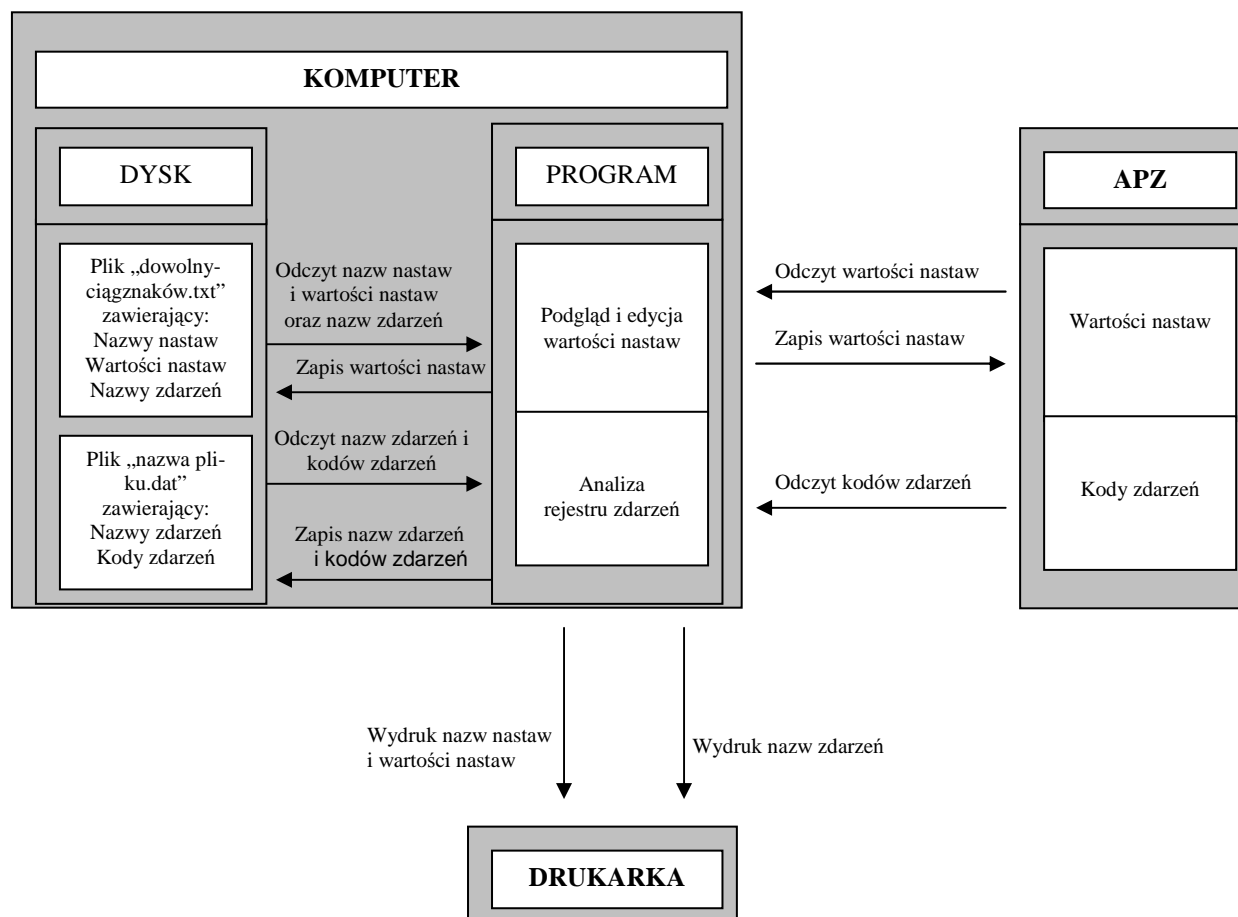 KOMPUTER
DYSK
PROGRAM
APZ
Plik „dowolny-
ciągznaków.txt”
zawierający:
Nazwy nastaw
Wartości nastaw
Nazwy zdarzeń
Odczyt nazw nastaw
i wartości nastaw
oraz nazw zdarzeń
Zapis wartości nastaw
Podgląd i edycja
wartości nastaw
Odczyt wartości nastaw
Zapis wartości nastaw
Wartości nastaw
Plik „nazwa pli-
ku.dat”
zawierający:
Nazwy zdarzeń
Kody zdarzeń
Odczyt nazw zdarzeń i
kodów zdarzeń
Zapis nazw zdarzeń
i kodów zdarzeń
Analiza
rejestru zdarzeń
Odczyt kodów zdarzeń
Kody zdarzeń
Wydruk nazw nastaw
i wartości nastaw
Wydruk nazw zdarzeń
DRUKARKA